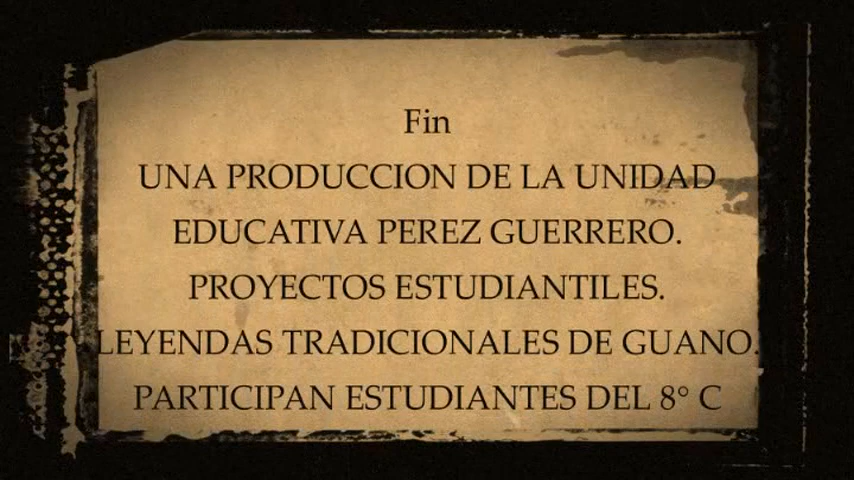 Fin
UNA PRODUCCION DE LA UNIDAD
EDUCATIVA PEREZ GUERRERO.
PROYECTOS ESTUDIANTILES.
LEYENDAS TRADICIONALES DE GUANO.
PARTICIPAN ESTUDIANTES DEL 8° C